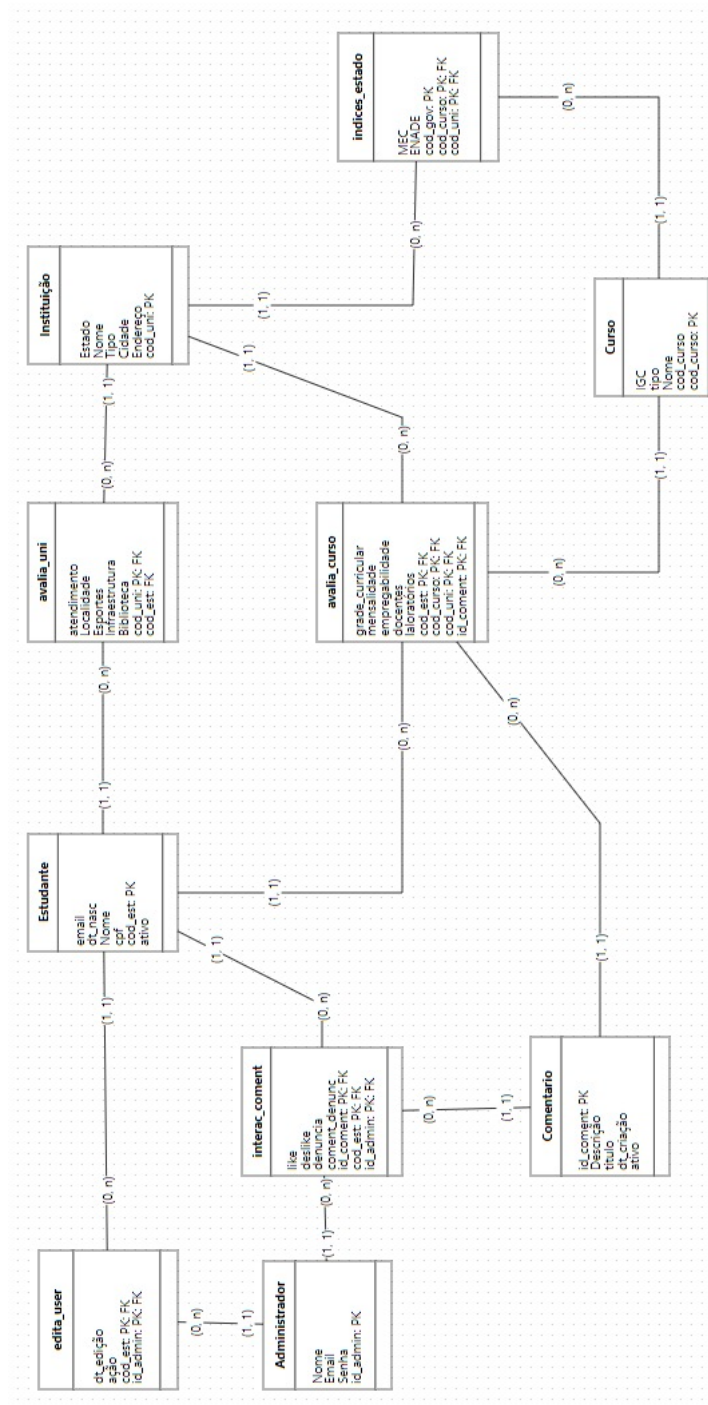 edita_user
dt_edição
ação
cod_est: PK: FK
id_admin: PK: FK
(0, n)
(1, 1)
Estudante
email
dt_nasc
Nome
cpf
cod_est: PK
ativo
(1, 1)
(0, n)
avalia_uni
atendimento
Localidade
Esportes
Infraestrutura
Biblioteca
cod_uni: PK: FK
cod_est: FK
(0, n)
(1, 1)
Instituição
Estado
Nome
Tipo
Cidade
Endereço
cod_uni: PK
(0, n)
(1, 1)
Administrador
Nome
Email
Senha
id_admin: PK
(1, 1)
(0, n)
interac_coment
like
deslike
denuncia
coment_denunc
id_coment: PK: FK
cod_est: PK: FK
id_admin: PK: FK
(1, 1)
(0, n)
(1, 1)
(0, n)
avalia_curso
grade_curricular
mensalidade
empregabilidade
docentes
laloratórios
cod_est: PK: FK
cod_curso: PK: FK
cod_uni: PK: FK
id_coment: PK: FK
(1, 1)
(0, n)
(1, 1)
(0, n)
indices_estado
MEC
ENADE
cod_gov: PK
cod_curso: PK: FK
cod_uni: PK: FK
(0, n)
(1, 1)
Comentario
id_coment: PK
Descrição
titulo
dt_criação
ativo
(1, 1)
(0, n)
(0, n)
(1, 1)
Curso
IGC
tipo
Nome
cod_curso
cod_curso: PK
(1, 1)
(0, n)